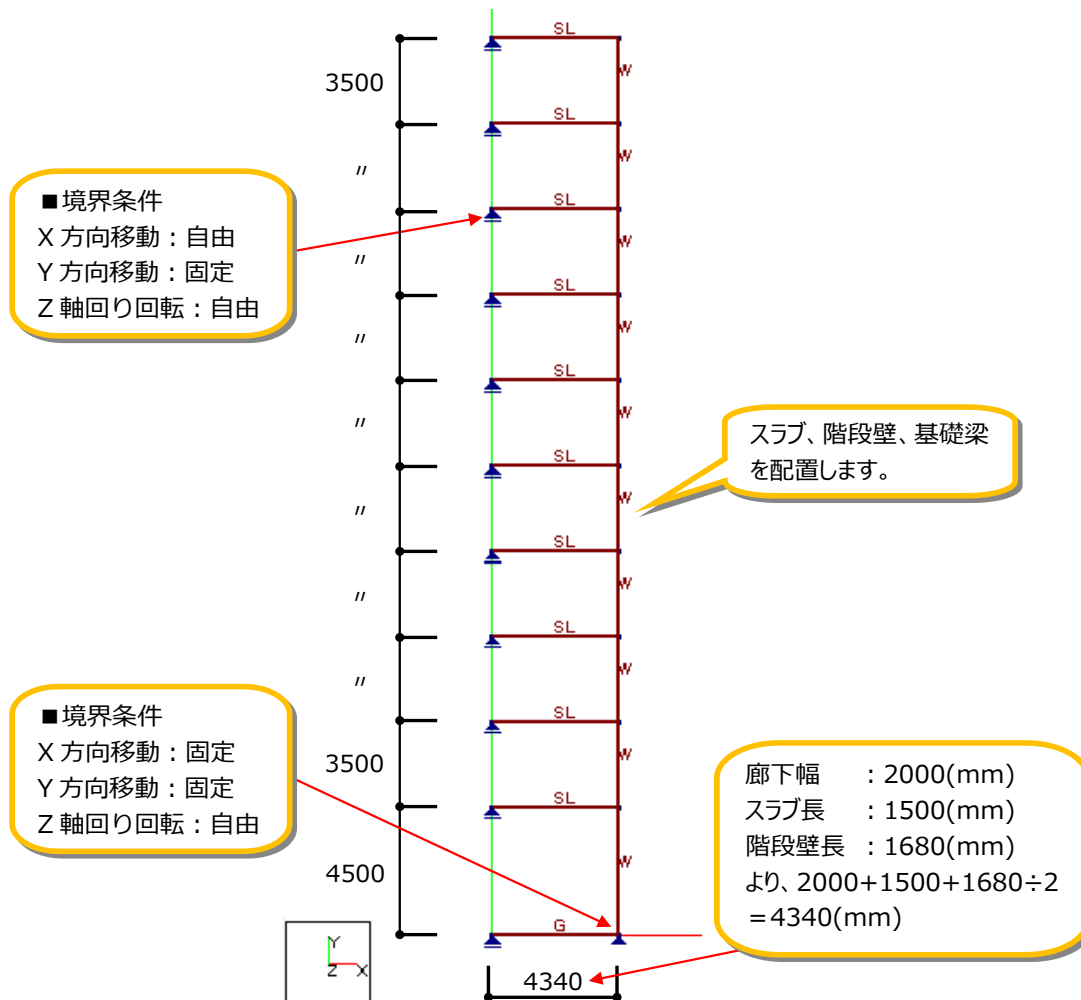 SL
3500
W
SL
〃
W
■境界条件
X 方向移動：自由
Y 方向移動：固定
Z 軸回り回転：自由
SL
〃
W
SL
〃
W
SL
〃
W
スラブ、階段壁、基礎梁
を配置します。
SL
〃
W
SL
〃
W
SL
〃
W
■境界条件
X 方向移動：固定
Y 方向移動：固定
Z 軸回り回転：自由
SL
3500
W
SL
4500
W
廊下幅　：2000(mm)
スラブ長　：1500(mm)
階段壁長　：1680(mm)
より、2000+1500+1680÷2
＝4340(mm)
G
Y
Z X
4340